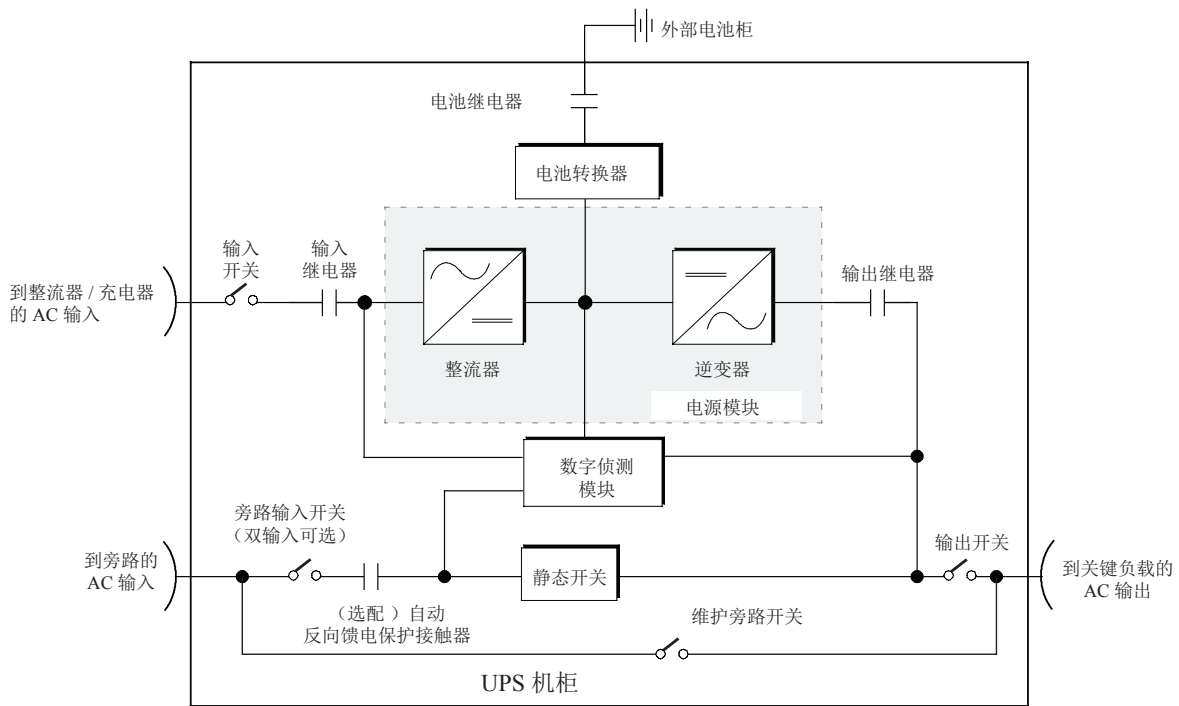 外部电池柜
电池继电器
电池转换器
输入
开关
输入
继电器
输出继电器
到整流器 / 充电器
的 AC 输入
整流器
逆变器
电源模块
数字侦测
模块
旁路输入开关
（双输入可选）
到旁路的
AC 输入
静态开关
输出开关
到关键负载的
AC 输出
（选配 ）自动
反向馈电保护接触器
维护旁路开关
UPS 机柜